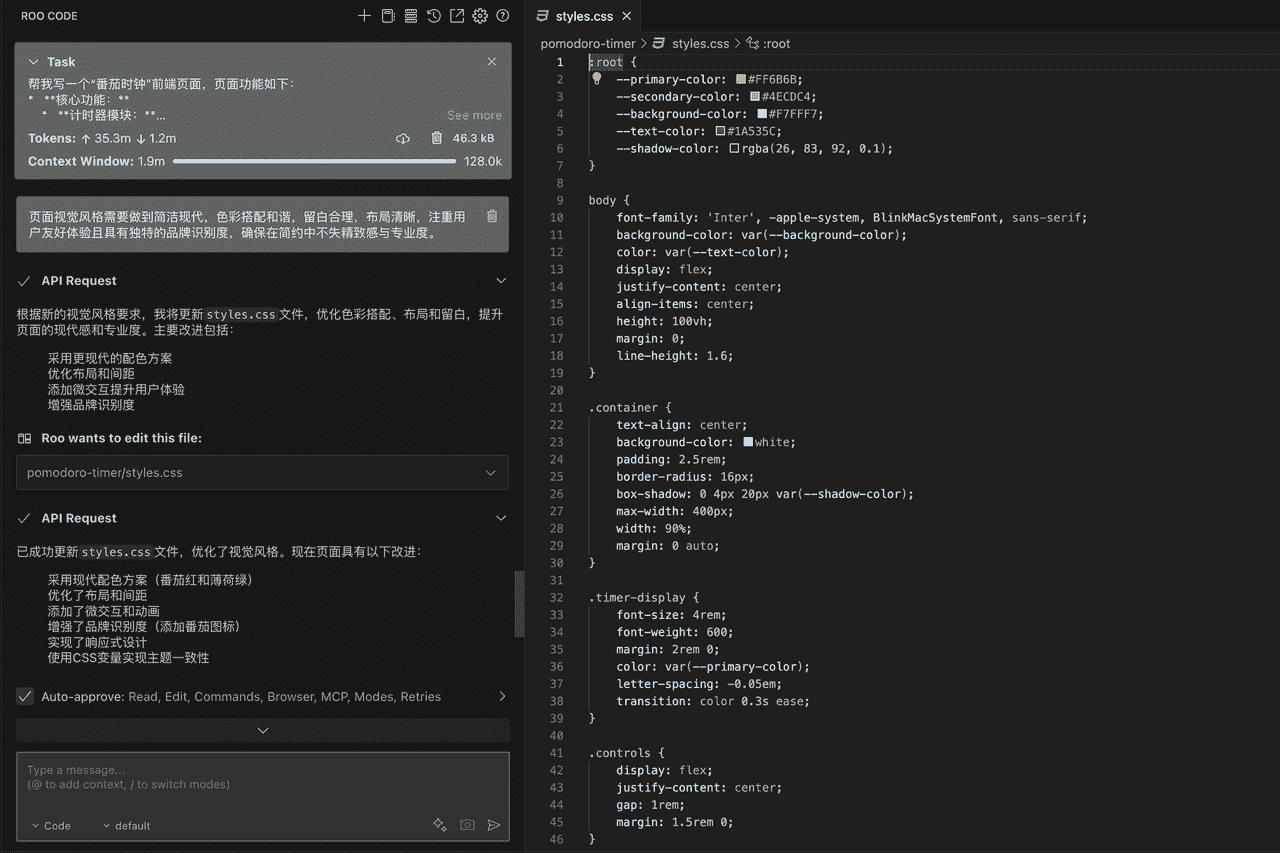 ROO CODE
Task
帮我写一个“番茄时钟”前端页面，页面功能如下：
* **核心功能：**
* **计时器模块：**...
See more
Tokens: ↑ 35.3m ↓ 1.2m
46.3 kB
Context Window: 1.9m
128.0k
页面视觉风格需要做到简洁现代，色彩搭配和谐，留白合理，布局清晰，注重用
户友好体验且具有独特的品牌识别度，确保在简约中不失精致感与专业度。
API Request
根据新的视觉风格要求，我将更新 styles.css 文件，优化色彩搭配、布局和留白，提升
页面的现代感和专业度。主要改进包括：
采用更现代的配色方案
优化布局和间距
添加微交互提升用户体验
增强品牌识别度
Roo wants to edit this file:
pomodoro-timer/styles.css
API Request
已成功更新 styles.css 文件，优化了视觉风格。现在页面具有以下改进：
采用现代配色方案（番茄红和薄荷绿）
优化了布局和间距
添加了微交互和动画
增强了品牌识别度（添加番茄图标）
实现了响应式设计
使用CSS变量实现主题一致性
Auto-approve: Read, Edit, Commands, Browser, MCP, Modes, Retries
Type a message...
(@ to add context, / to switch modes)
Code
default
styles.css
pomodoro-timer > styles.css > :root
1 :root {
2 --primary-color: #FF6B6B;
3 --secondary-color: #4ECDC4;
4 --background-color: #F7FFF7;
5 --text-color: #1A535C;
6 --shadow-color: rgba(26, 83, 92, 0.1);
7 }
8
9 body {
10 font-family: 'Inter', -apple-system, BlinkMacSystemFont, sans-serif;
11 background-color: var(--background-color);
12 color: var(--text-color);
13 display: flex;
14 justify-content: center;
15 align-items: center;
16 height: 100vh;
17 margin: 0;
18 line-height: 1.6;
19 }
20
21 .container {
22 text-align: center;
23 background-color: white;
24 padding: 2.5rem;
25 border-radius: 16px;
26 box-shadow: 0 4px 20px var(--shadow-color);
27 max-width: 400px;
28 width: 90%;
29 margin: 0 auto;
30 }
31
32 .timer-display {
33 font-size: 4rem;
34 font-weight: 600;
35 margin: 2rem 0;
36 color: var(--primary-color);
37 letter-spacing: -0.05em;
38 transition: color 0.3s ease;
39 }
40
41 .controls {
42 display: flex;
43 justify-content: center;
44 gap: 1rem;
45 margin: 1.5rem 0;
46 }